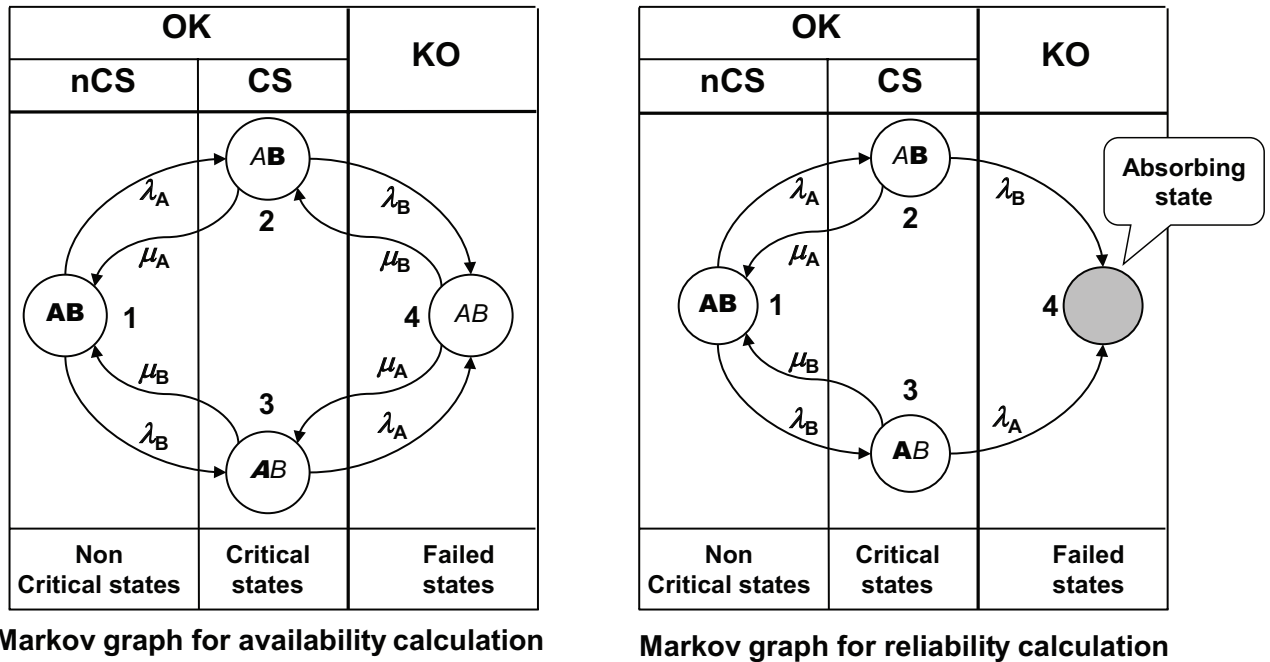 OK
KO
nCS
CS
AB
λA
λB
2
μA
μB
AB
1
4
AB
μB
μA
3
λB
λA
AB
Non
Critical states
Critical
states
Failed
states
Markov graph for availability calculation
OK
KO
nCS
CS
AB
Absorbing
state
λA
λB
2
μA
AB
1
4
μB
3
λB
λA
AB
Non
Critical states
Critical
states
Failed
states
Markov graph for reliability calculation